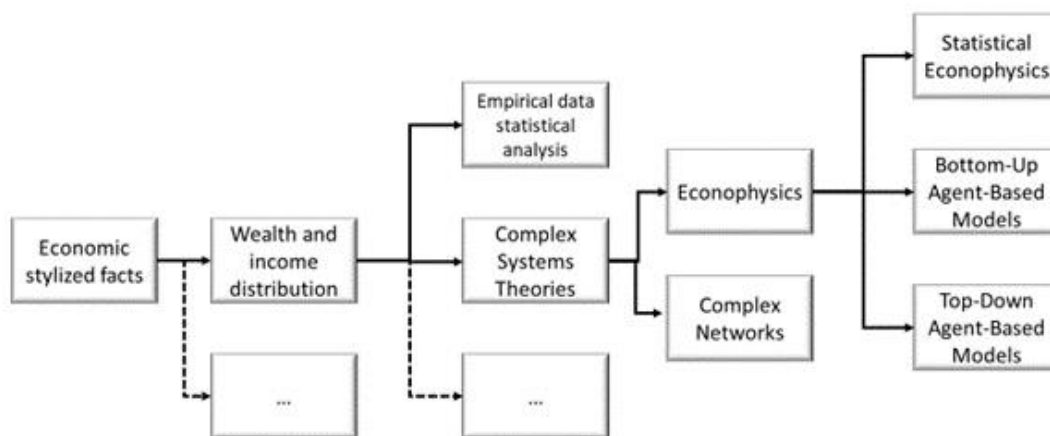 Economic
stylized facts
Wealth and
income
distribution
...
Empirical data
statistical
analysis
Complex
Systems
Theories
...
Econophysics
Complex
Networks
Statistical
Econophysics
Bottom-Up
Agent-Based
Models
Top-Down
Agent-Based
Models